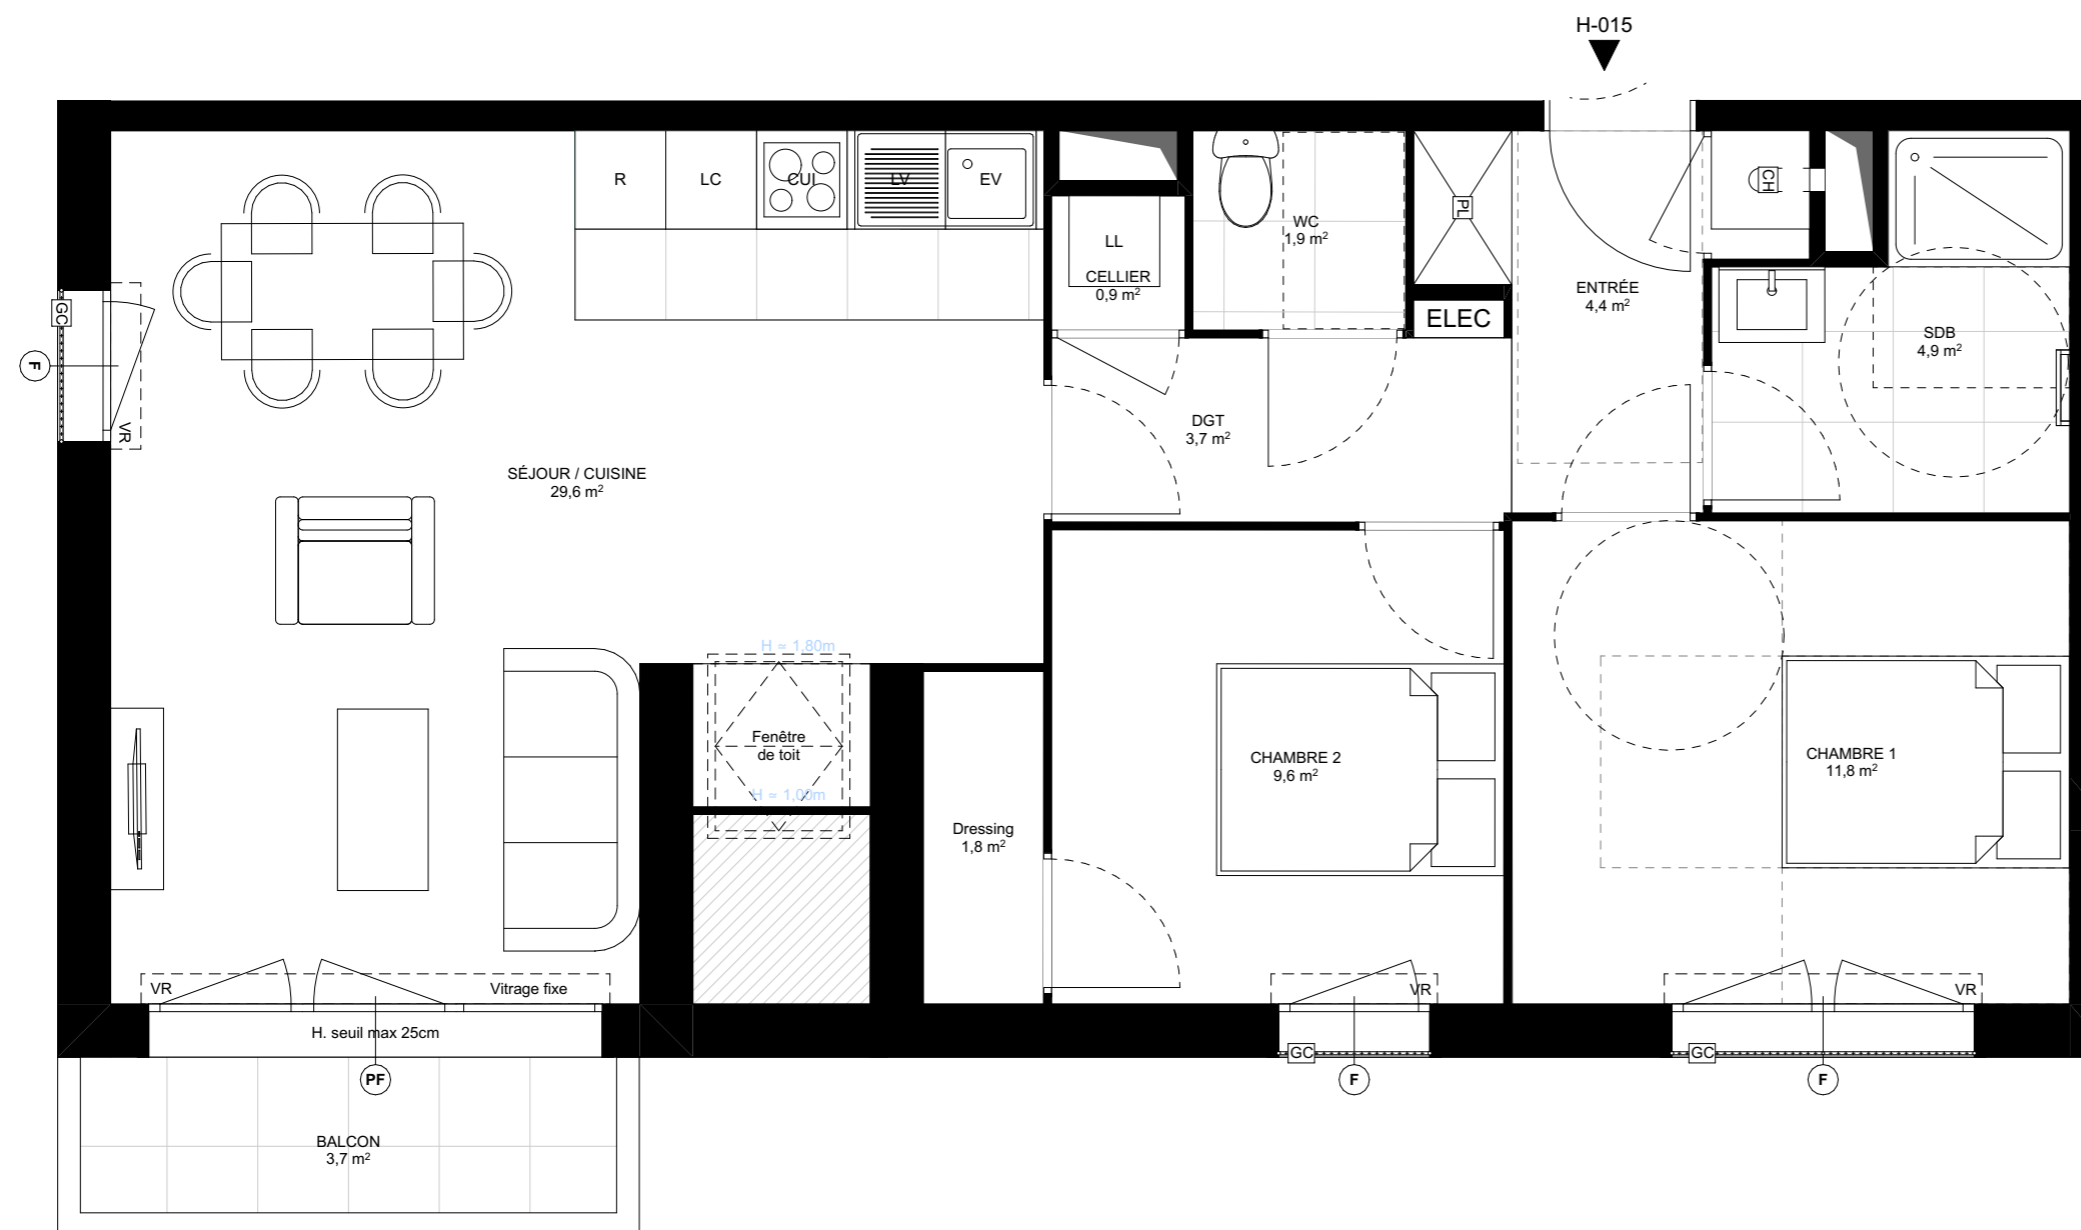 H-015
R
LC
CUI
LV
EV
LL
CELLIER
0,9 m²
WC
1,9 m²
PL
ELEC
ENTRÉE
4,4 m²
CH
SDB
4,9 m²
GC
F
VR
DGT
3,7 m²
SÉJOUR / CUISINE
29,6 m²
H ≃ 1,80m
Fenêtre
de toit
H ≃ 1,00m
Dressing
1,8 m²
CHAMBRE 2
9,6 m²
CHAMBRE 1
11,8 m²
VR
Vitrage fixe
VR
VR
H. seuil max 25cm
GC
GC
PF
F
F
BALCON
3,7 m²